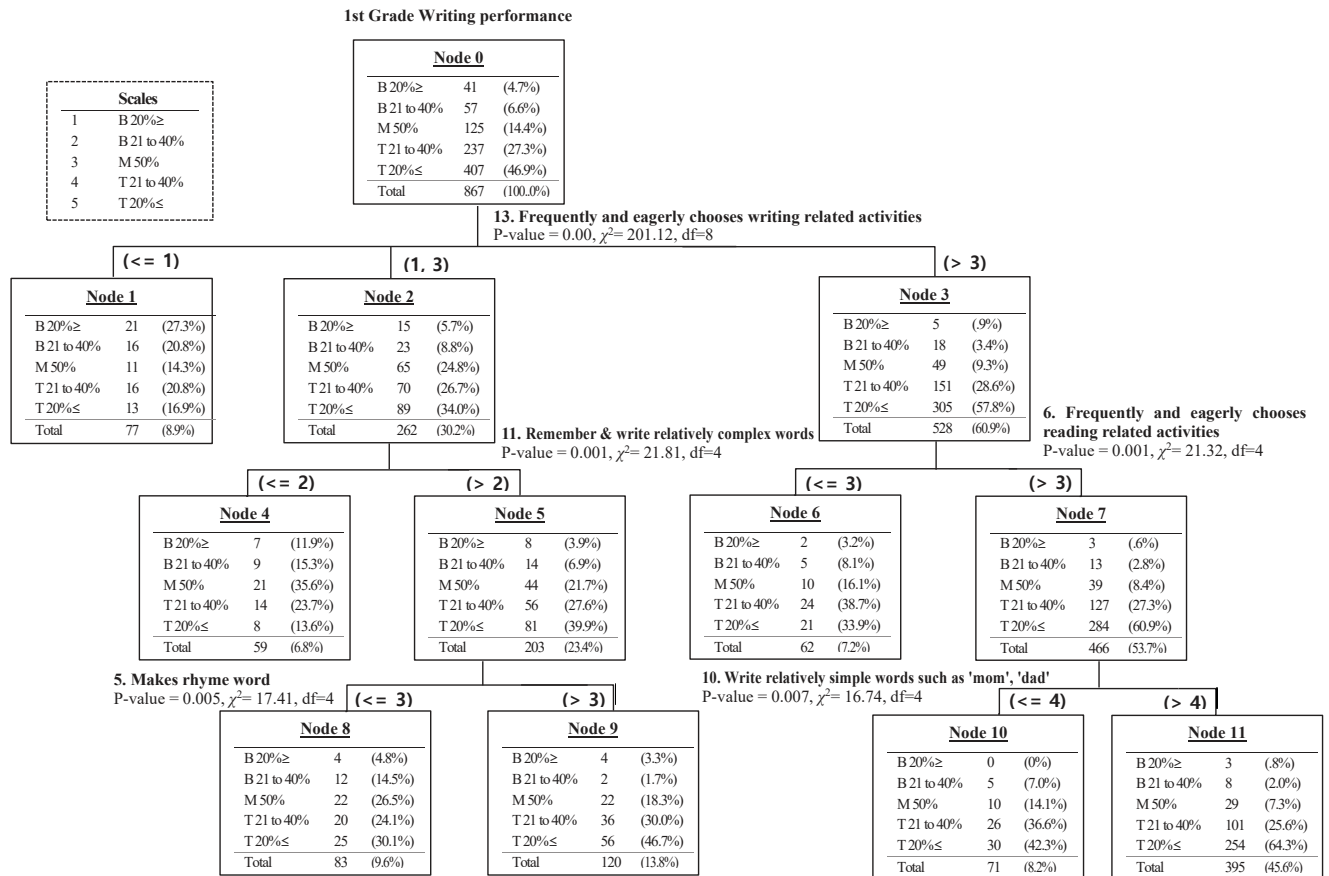 1st Grade Writing performance
Node 0
B 20%≥ 41 (4.7%)
B 21 to 40% 57 (6.6%)
M 50% 125 (14.4%)
T 21 to 40% 237 (27.3%)
T 20%≤ 407 (46.9%)
Total 867 (100..0%)
Scales
1 B 20%≥
2 B 21 to 40%
3 M 50%
4 T 21 to 40%
5 T 20%≤
13. Frequently and eagerly chooses writing related activities
P-value = 0.00, χ²= 201.12, df=8
(<= 1)
(1, 3)
(> 3)
Node 1
B 20%≥ 21 (27.3%)
B 21 to 40% 16 (20.8%)
M 50% 11 (14.3%)
T 21 to 40% 16 (20.8%)
T 20%≤ 13 (16.9%)
Total 77 (8.9%)
Node 2
B 20%≥ 15 (5.7%)
B 21 to 40% 23 (8.8%)
M 50% 65 (24.8%)
T 21 to 40% 70 (26.7%)
T 20%≤ 89 (34.0%)
Total 262 (30.2%)
Node 3
B 20%≥ 5 (.9%)
B 21 to 40% 18 (3.4%)
M 50% 49 (9.3%)
T 21 to 40% 151 (28.6%)
T 20%≤ 305 (57.8%)
Total 528 (60.9%)
11. Remember & write relatively complex words
P-value = 0.001, χ²= 21.81, df=4
6. Frequently and eagerly chooses
reading related activities
P-value = 0.001, χ²= 21.32, df=4
(<= 2)
(> 2)
(<= 3)
(> 3)
Node 4
B 20%≥ 7 (11.9%)
B 21 to 40% 9 (15.3%)
M 50% 21 (35.6%)
T 21 to 40% 14 (23.7%)
T 20%≤ 8 (13.6%)
Total 59 (6.8%)
Node 5
B 20%≥ 8 (3.9%)
B 21 to 40% 14 (6.9%)
M 50% 44 (21.7%)
T 21 to 40% 56 (27.6%)
T 20%≤ 81 (39.9%)
Total 203 (23.4%)
Node 6
B 20%≥ 2 (3.2%)
B 21 to 40% 5 (8.1%)
M 50% 10 (16.1%)
T 21 to 40% 24 (38.7%)
T 20%≤ 21 (33.9%)
Total 62 (7.2%)
Node 7
B 20%≥ 3 (.6%)
B 21 to 40% 13 (2.8%)
M 50% 39 (8.4%)
T 21 to 40% 127 (27.3%)
T 20%≤ 284 (60.9%)
Total 466 (53.7%)
5. Makes rhyme word
P-value = 0.005, χ²= 17.41, df=4
10. Write relatively simple words such as 'mom', 'dad'
P-value = 0.007, χ²= 16.74, df=4
(<= 3)
(> 3)
(<= 4)
(> 4)
Node 8
B 20%≥ 4 (4.8%)
B 21 to 40% 12 (14.5%)
M 50% 22 (26.5%)
T 21 to 40% 20 (24.1%)
T 20%≤ 25 (30.1%)
Total 83 (9.6%)
Node 9
B 20%≥ 4 (3.3%)
B 21 to 40% 2 (1.7%)
M 50% 22 (18.3%)
T 21 to 40% 36 (30.0%)
T 20%≤ 56 (46.7%)
Total 120 (13.8%)
Node 10
B 20%≥ 0 (0%)
B 21 to 40% 5 (7.0%)
M 50% 10 (14.1%)
T 21 to 40% 26 (36.6%)
T 20%≤ 30 (42.3%)
Total 71 (8.2%)
Node 11
B 20%≥ 3 (.8%)
B 21 to 40% 8 (2.0%)
M 50% 29 (7.3%)
T 21 to 40% 101 (25.6%)
T 20%≤ 254 (64.3%)
Total 395 (45.6%)